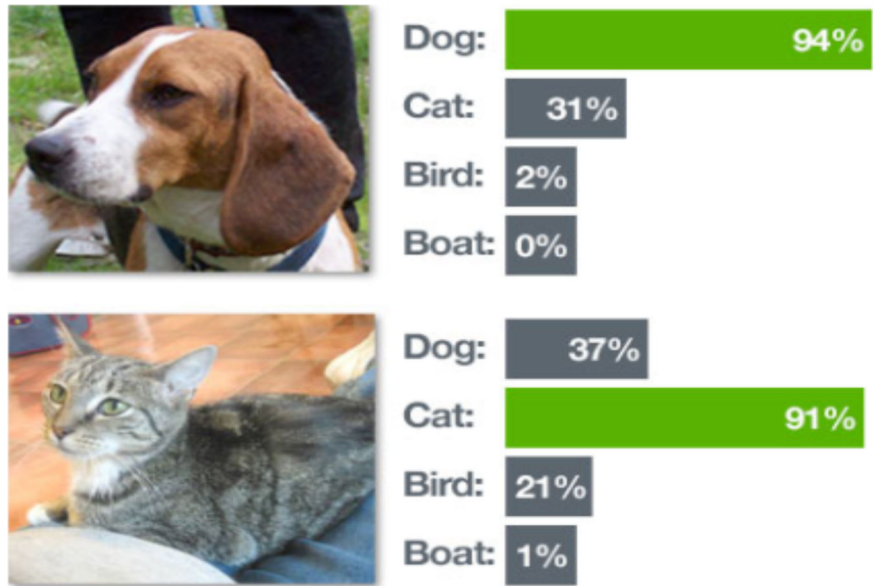 Dog: 94%
Cat: 31%
Bird: 2%
Boat: 0%
Dog: 37%
Cat: 91%
Bird: 21%
Boat: 1%